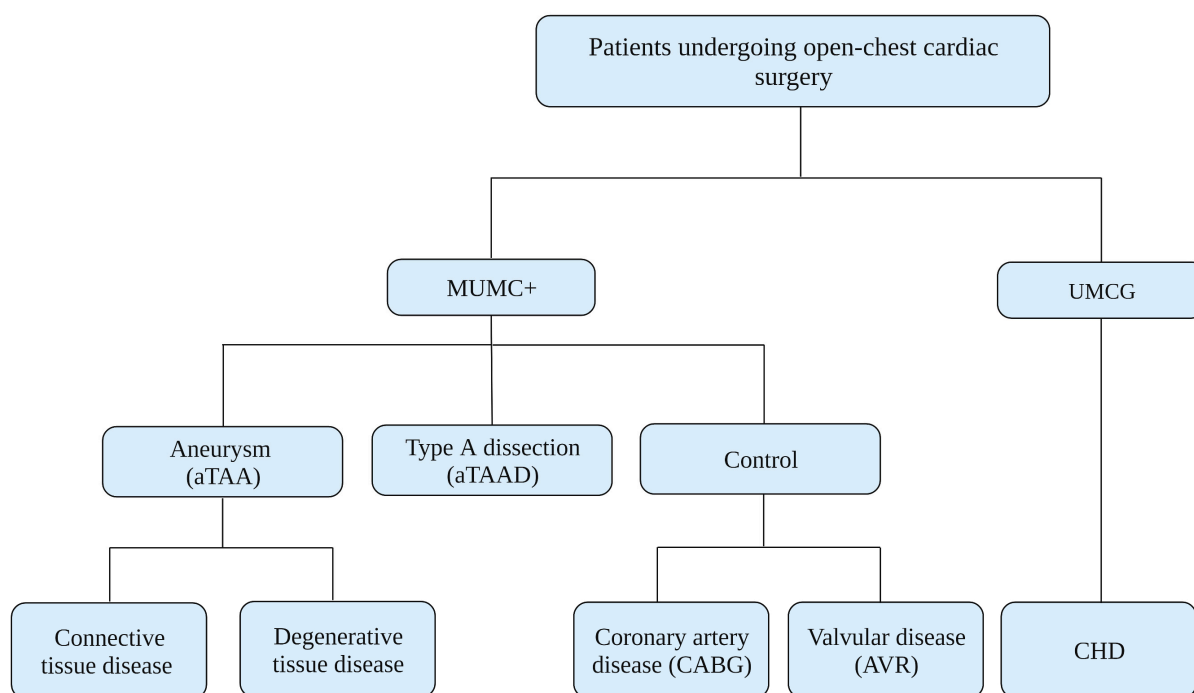 Patients undergoing open-chest cardiac
surgery
MUMC+
UMCG
Aneurysm
(aTAA)
Type A dissection
(aTAAD)
Control
Connective
tissue disease
Degenerative
tissue disease
Coronary artery
disease (CABG)
Valvular disease
(AVR)
CHD